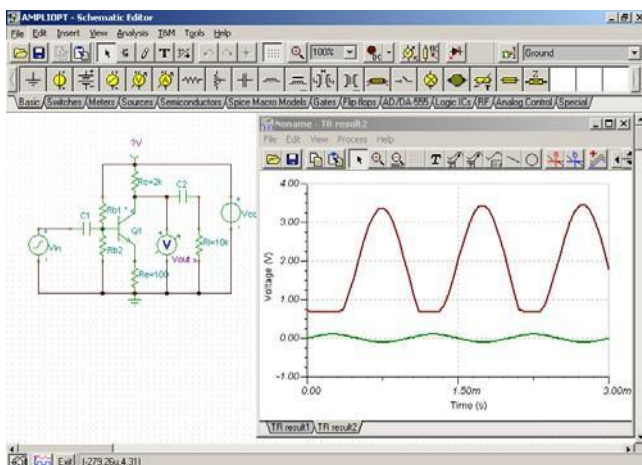 AMPLIOPT - Schematic Editor
File Edit Insert View Analysis T&M Tools Help
100%
Ground
Basic Switches Meters Sources Semiconductors Spice Macro Models Gates Flip-flops AD/DA-555 Logic ICs RF Analog Control Special
Noname - TR result2
File Edit View Process Help
T
Rc=2k
C2
C1
Rb1
Q1
Vin
Rb2
V
Vout
Rl=10k
Re=100
4.00
3.00
2.00
1.00
0.00
-1.00
Voltage (V)
0.00
1.50m
3.00m
Time (s)
TR result1 TR result2
Exit